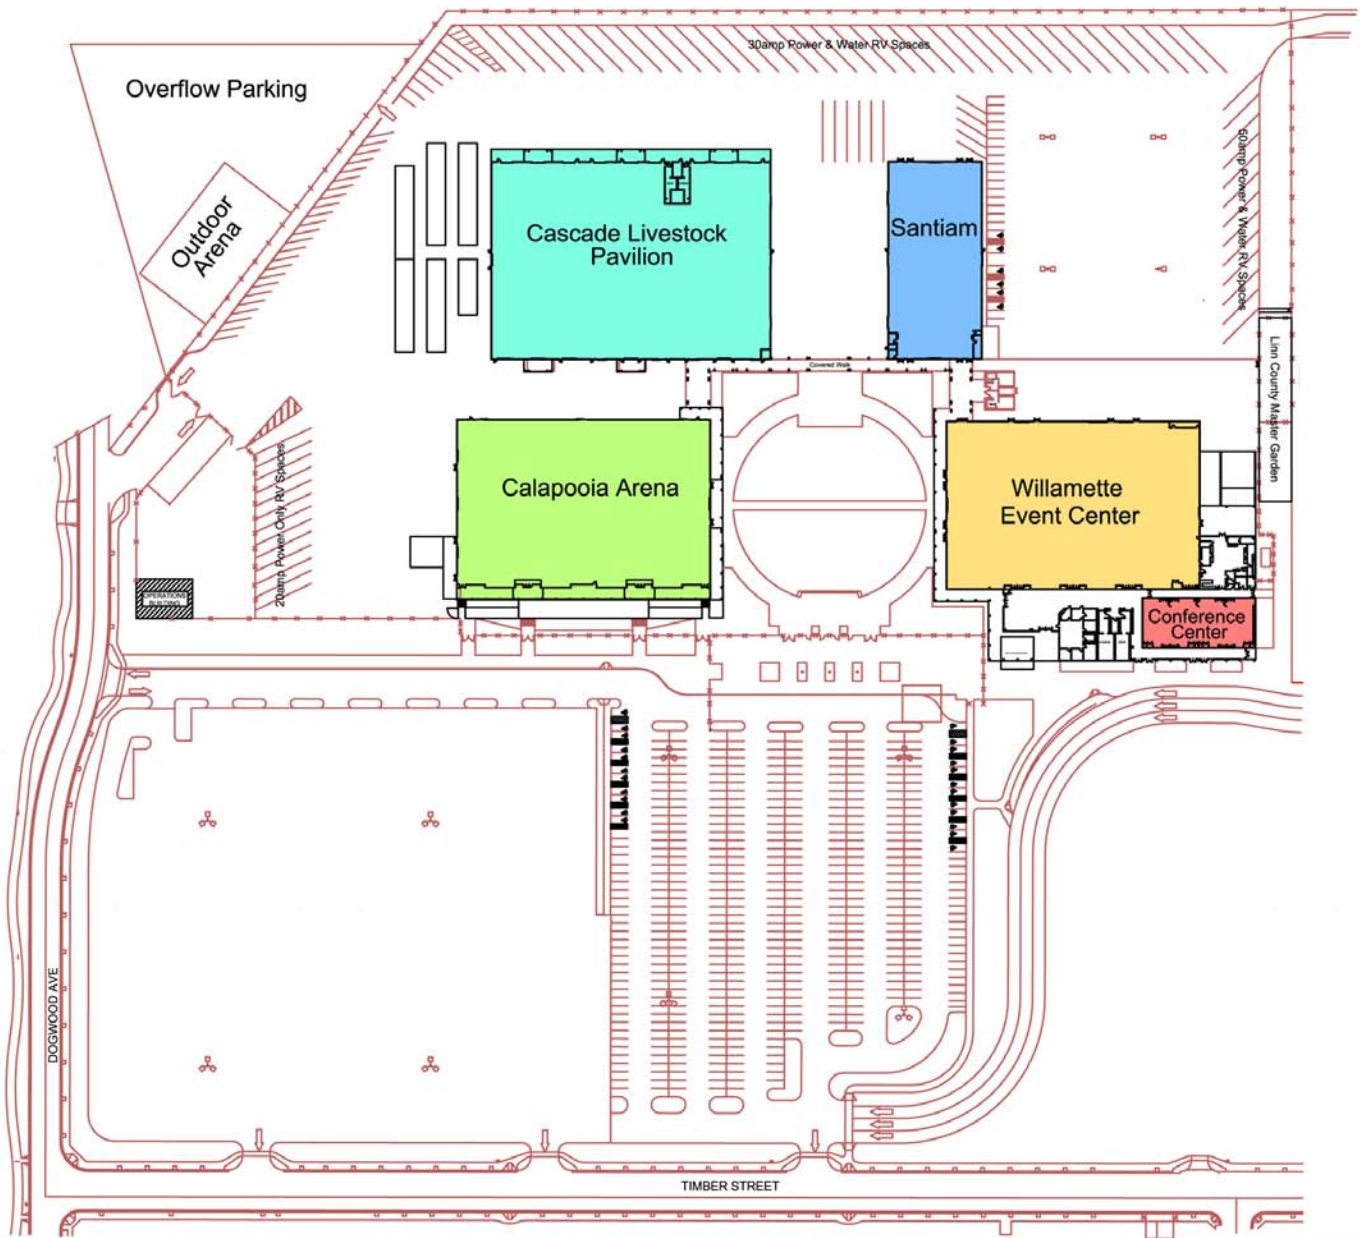 30amp Power & Water RV Spaces
Overflow Parking
50amp Power & Water RV Spaces
Outdoor
Arena
Cascade Livestock
Pavilion
Santiam
Covered Walk
Linn County Master Garden
20amp Power Only RV Spaces
Calapooia Arena
Willamette
Event Center
OPERATIONS
BUILDING
Conference
Center
DOGWOOD AVE
TIMBER STREET